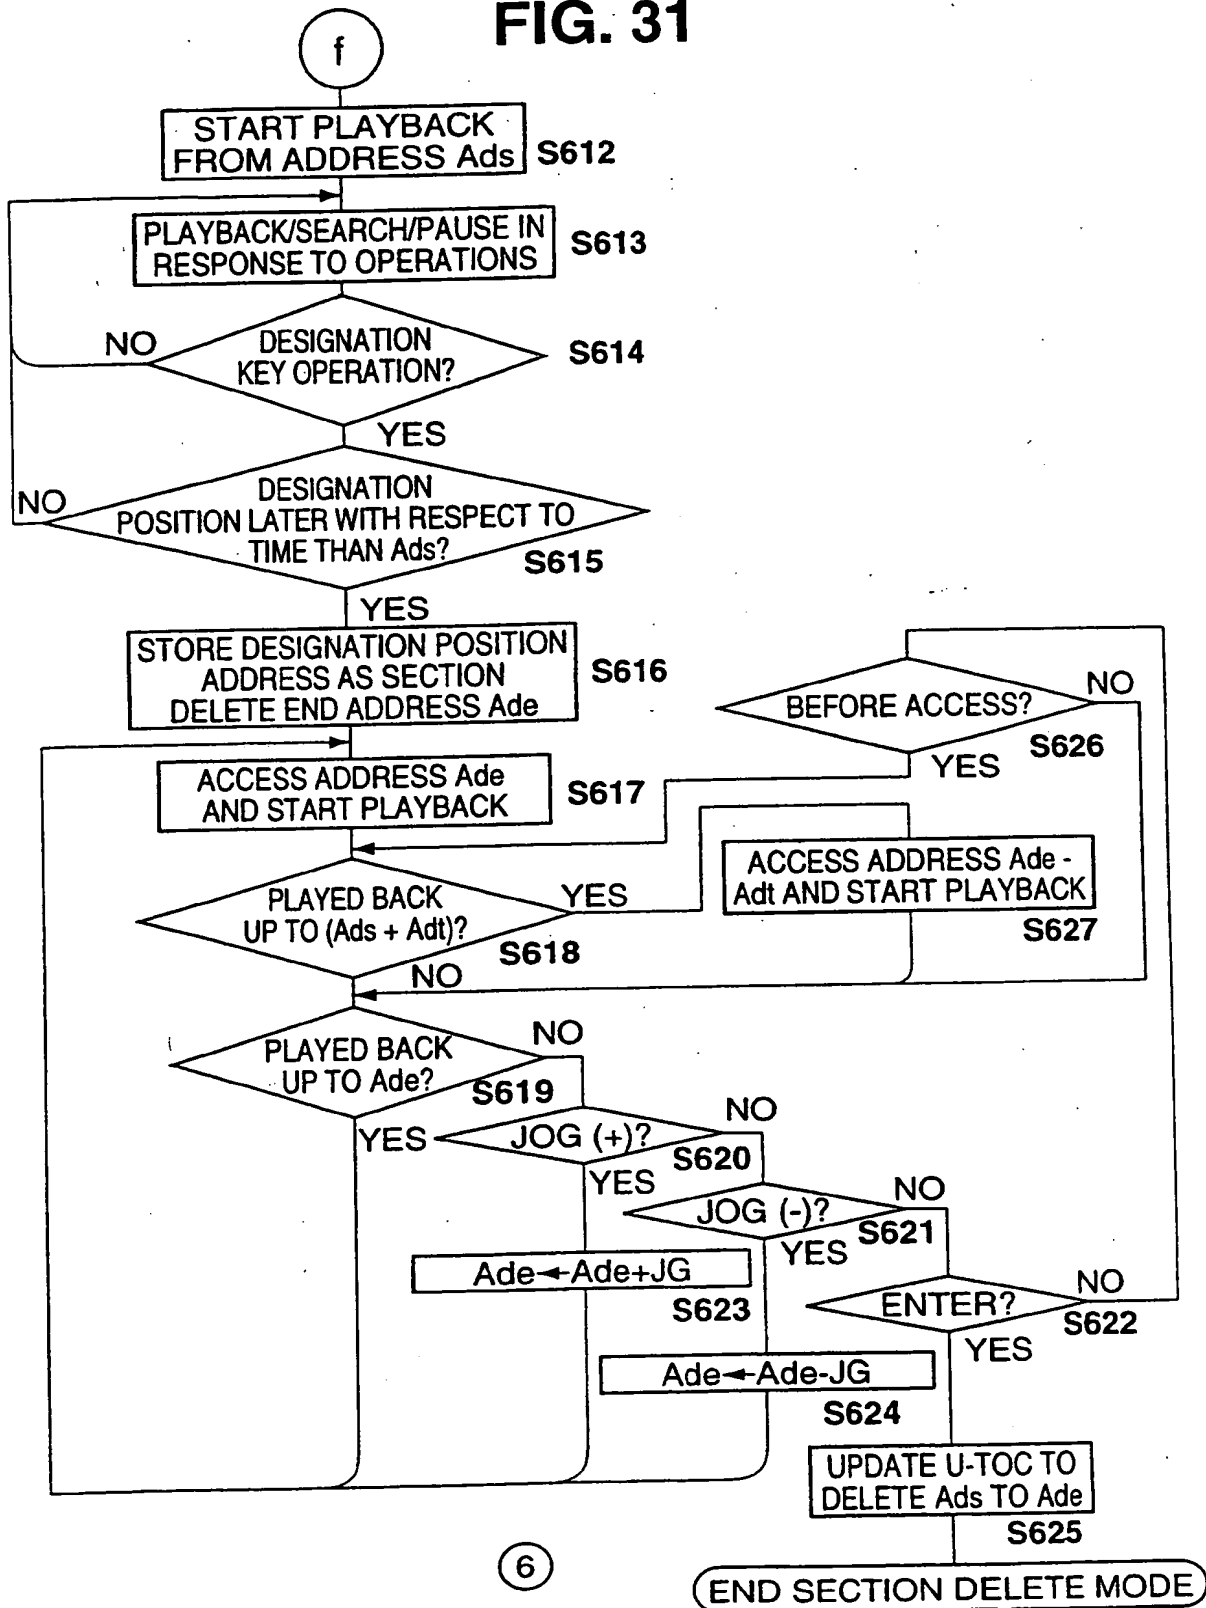 FIG. 31
f
START PLAYBACK
FROM ADDRESS Ads
S612
PLAYBACK/SEARCH/PAUSE IN
RESPONSE TO OPERATIONS
S613
NO
DESIGNATION
KEY OPERATION?
S614
YES
NO
DESIGNATION
POSITION LATER WITH RESPECT TO
TIME THAN Ads?
S615
YES
STORE DESIGNATION POSITION
ADDRESS AS SECTION
DELETE END ADDRESS Ade
S616
BEFORE ACCESS?
NO
S626
YES
ACCESS ADDRESS Ade
AND START PLAYBACK
S617
ACCESS ADDRESS Ade -
Adt AND START PLAYBACK
S627
PLAYED BACK
UP TO (Ads + Adt)?
YES
S618
NO
PLAYED BACK
UP TO Ade?
NO
S619
YES
JOG (+)?
NO
S620
YES
JOG (-)?
NO
S621
YES
Ade←Ade+JG
S623
ENTER?
NO
S622
YES
Ade←Ade-JG
S624
UPDATE U-TOC TO
DELETE Ads TO Ade
S625
6
END SECTION DELETE MODE